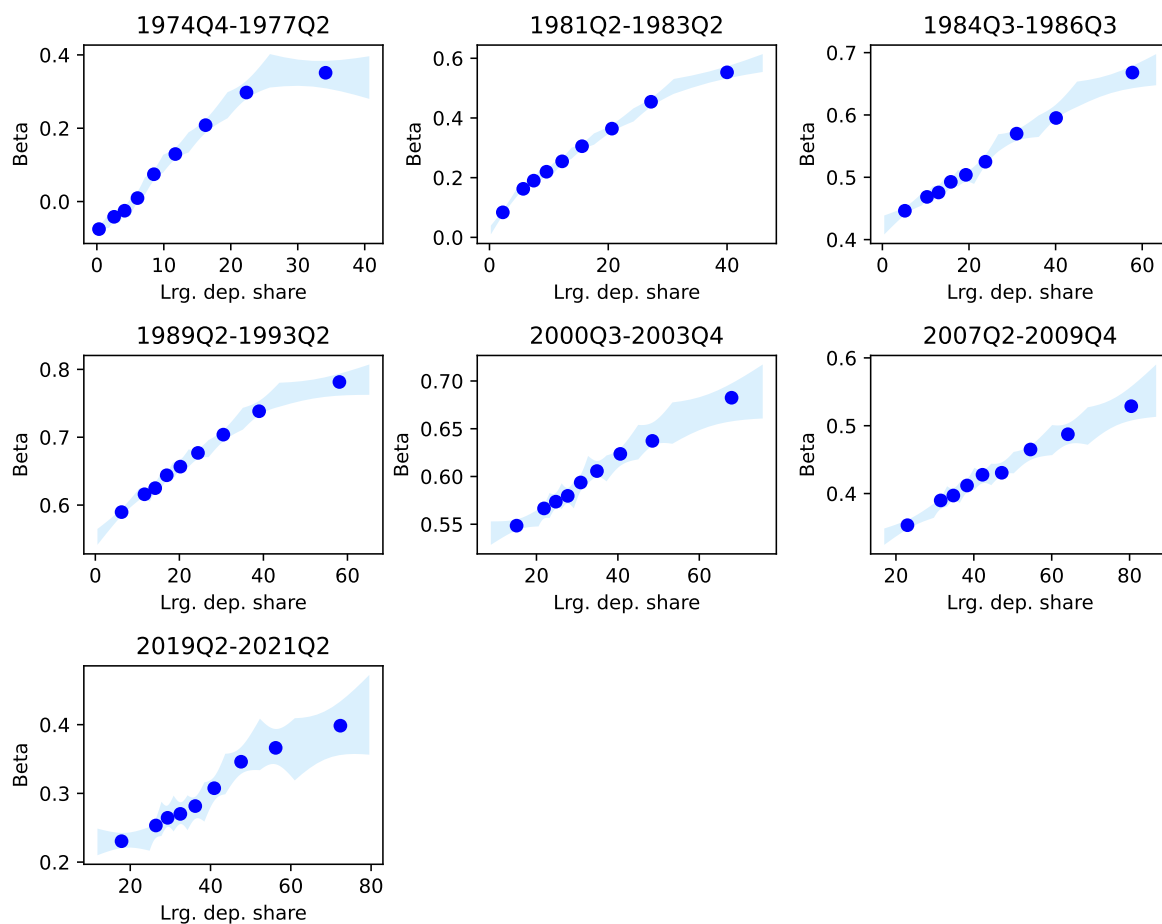 1974Q4-1977Q2
0.4
0.2
0.0
Beta
0 10 20 30 40
Lrg. dep. share
1981Q2-1983Q2
0.6
0.4
0.2
0.0
Beta
0 20 40
Lrg. dep. share
1984Q3-1986Q3
0.7
0.6
0.5
0.4
Beta
0 20 40 60
Lrg. dep. share
1989Q2-1993Q2
0.8
0.7
0.6
Beta
0 20 40 60
Lrg. dep. share
2000Q3-2003Q4
0.70
0.65
0.60
0.55
Beta
20 40 60
Lrg. dep. share
2007Q2-2009Q4
0.6
0.5
0.4
Beta
20 40 60 80
Lrg. dep. share
2019Q2-2021Q2
0.4
0.3
0.2
Beta
20 40 60 80
Lrg. dep. share